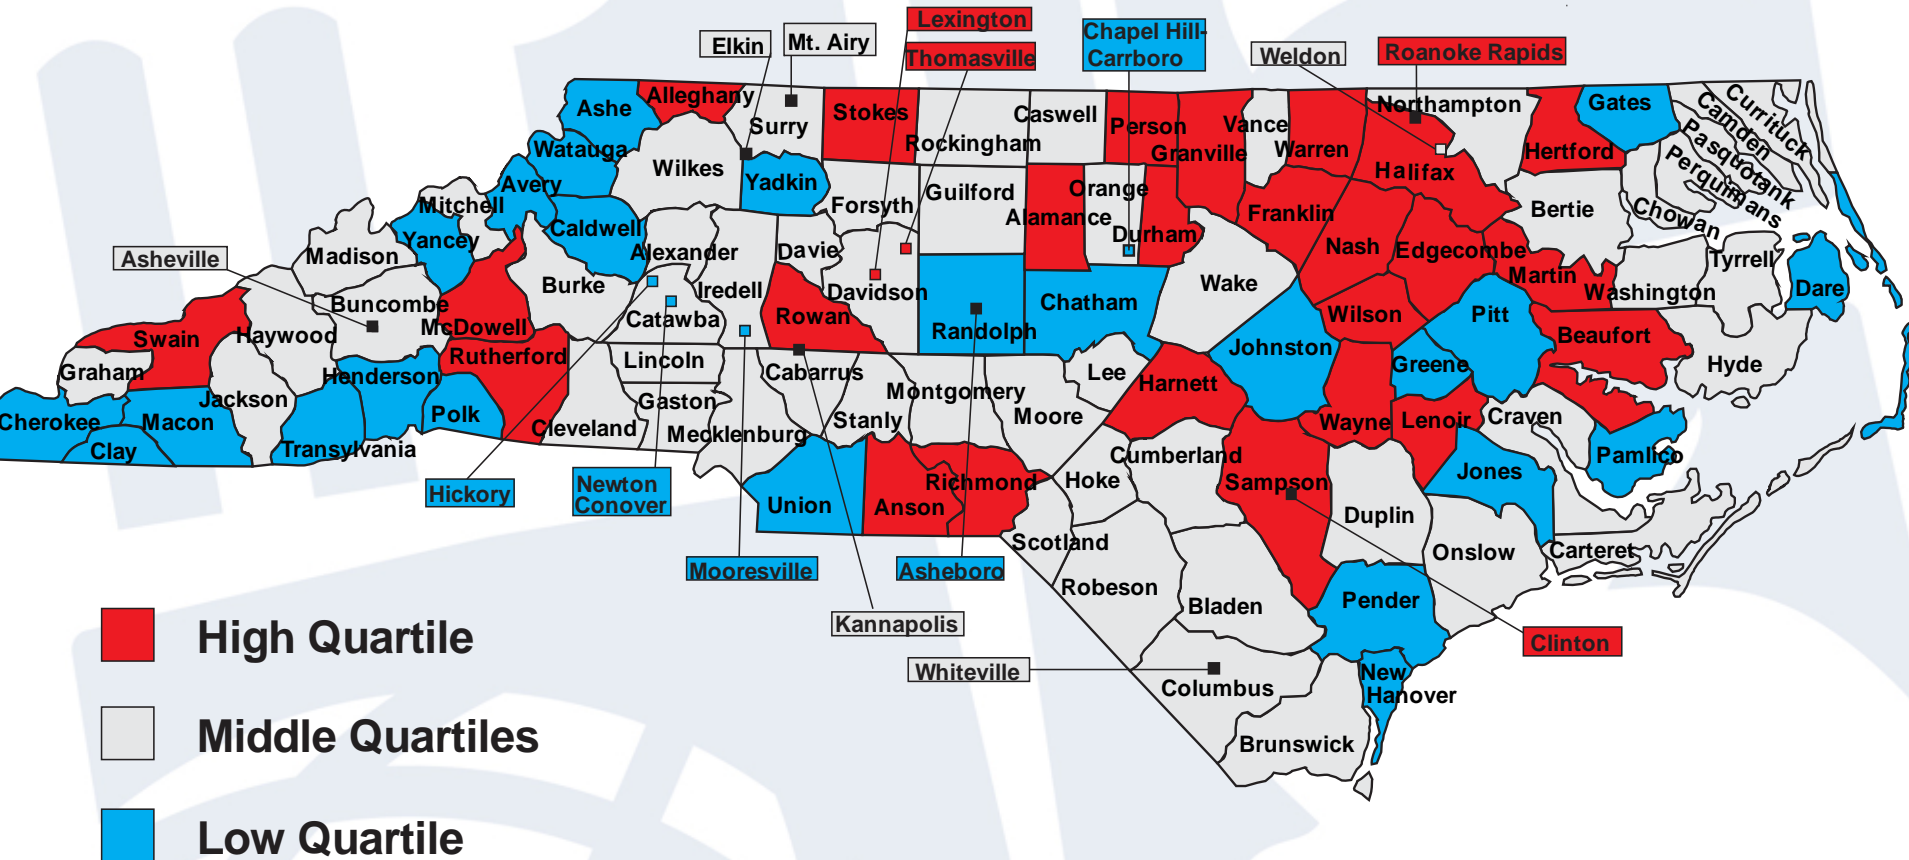 Lexington
Thomasville
Elkin
Mt. Airy
Chapel Hill-
Carrboro
Weldon
Roanoke Rapids
Ashe
Alleghany
Surry
Stokes
Rockingham
Caswell
Person
Granville
Vance
Warren
Northampton
Halifax
Hertford
Gates
Currituck
Camden
Pasquotank
Perquimans
Chowan
Watauga
Wilkes
Yadkin
Forsyth
Guilford
Alamance
Orange
Durham
Franklin
Nash
Edgecombe
Bertie
Martin
Washington
Tyrrell
Dare
Avery
Mitchell
Yancey
Caldwell
Alexander
Davie
Iredell
Davidson
Randolph
Chatham
Wake
Wilson
Pitt
Beaufort
Hyde
Asheville
Madison
Buncombe
McDowell
Burke
Catawba
Rowan
Johnston
Greene
Swain
Haywood
Rutherford
Lincoln
Cabarrus
Montgomery
Lee
Harnett
Wayne
Lenoir
Craven
Pamlico
Graham
Henderson
Jackson
Polk
Cleveland
Gaston
Mecklenburg
Stanly
Moore
Cherokee
Macon
Clay
Transylvania
Cumberland
Sampson
Jones
Hickory
Newton
Conover
Union
Anson
Richmond
Hoke
Duplin
Scotland
Onslow
Carteret
Mooresville
Asheboro
Robeson
Bladen
Pender
Kannapolis
Clinton
Whiteville
Columbus
New
Hanover
Brunswick
High Quartile
Middle Quartiles
Low Quartile